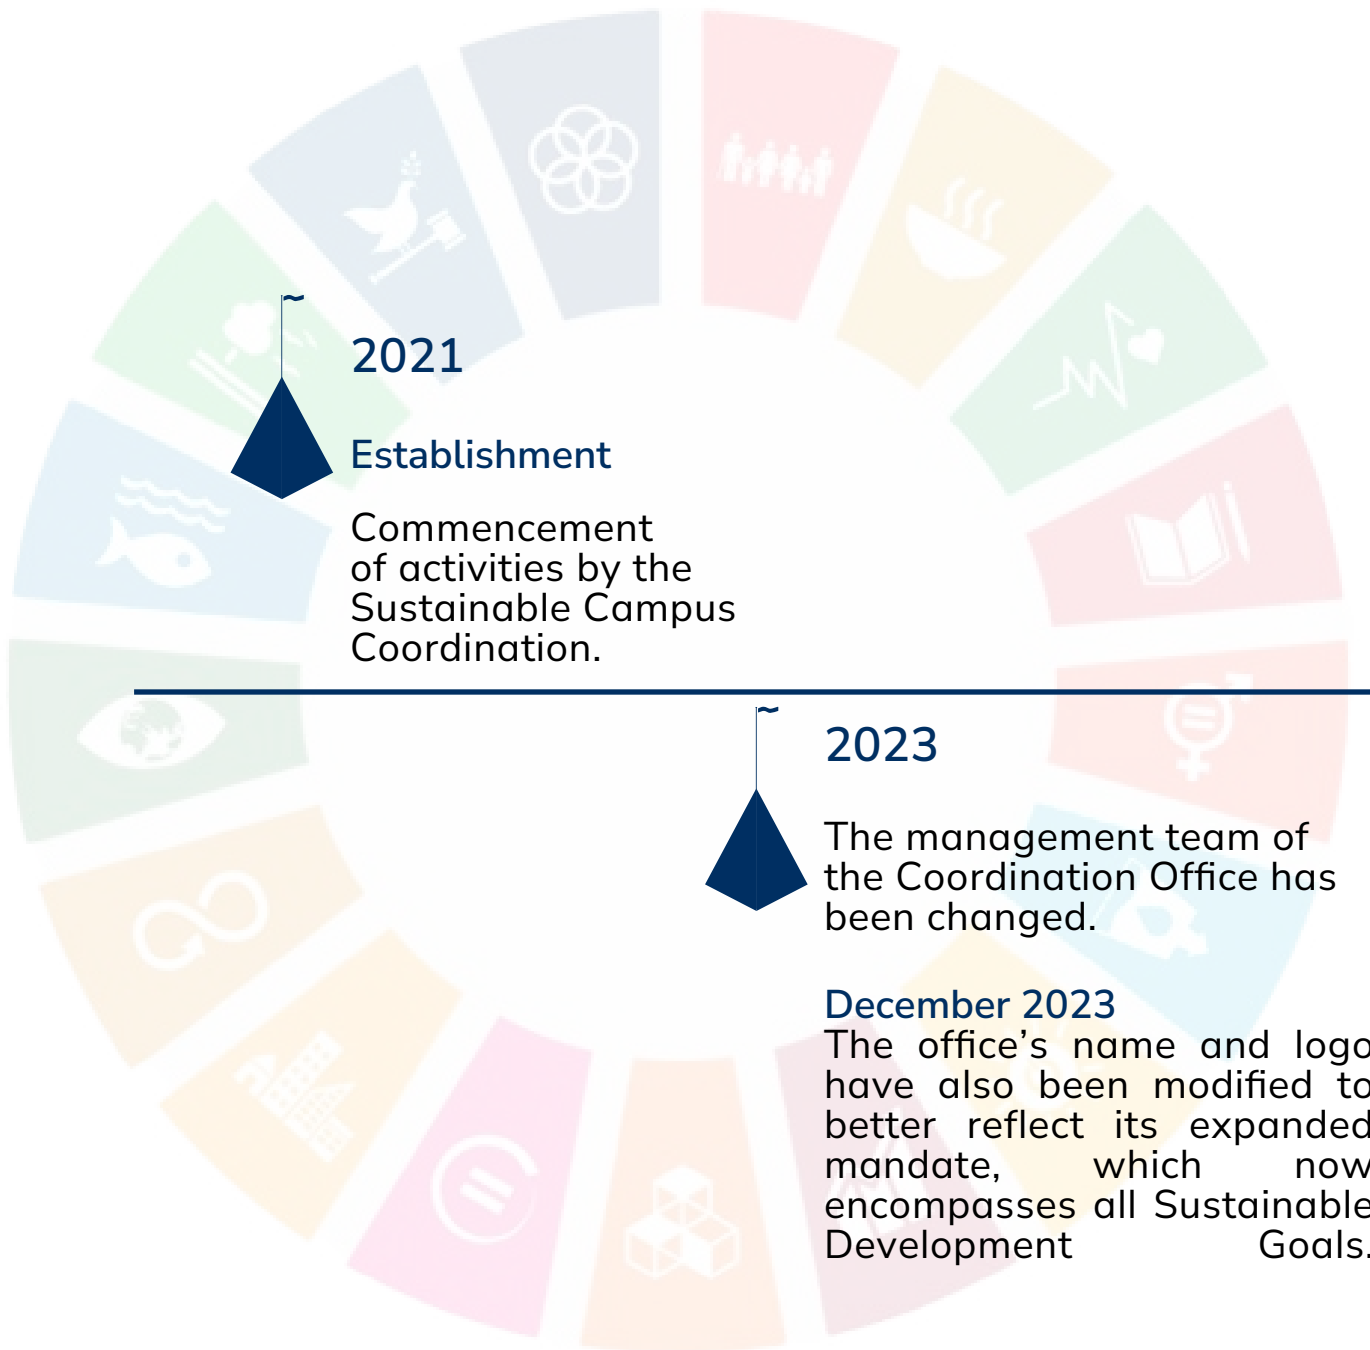 2021
Establishment
Commencement
of activities by the
Sustainable Campus
Coordination.
2023
The management team of
the Coordination Office has
been changed.
December 2023
The office’s name and logo
have also been modified to
better reflect its expanded
mandate, which now
encompasses all Sustainable
Development Goals.